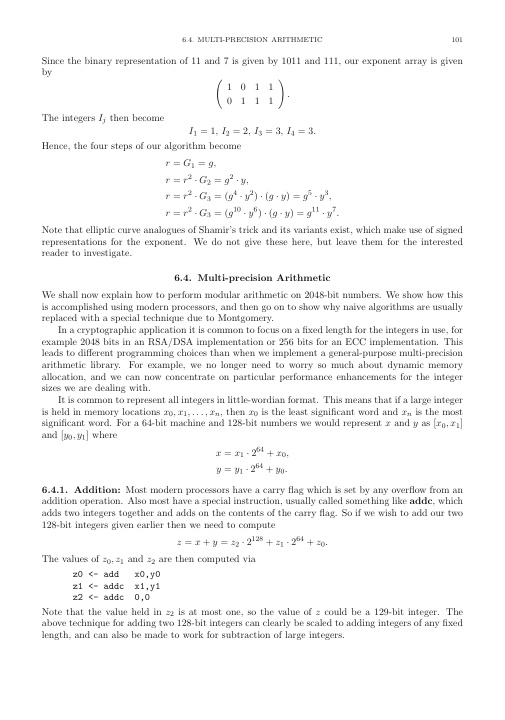 6.4. MULTI-PRECISION ARITHMETIC 101
Since the binary representation of 11 and 7 is given by 1011 and 111, our exponent array is given
by
( 1 0 1 1
0 1 1 1 ) .
The integers I_j then become
I_1 = 1, I_2 = 2, I_3 = 3, I_4 = 3.
Hence, the four steps of our algorithm become
r = G_1 = g,
r = r^2 · G_2 = g^2 · y,
r = r^2 · G_3 = (g^4 · y^2) · (g · y) = g^5 · y^3,
r = r^2 · G_3 = (g^10 · y^6) · (g · y) = g^11 · y^7.
Note that elliptic curve analogues of Shamir's trick and its variants exist, which make use of signed
representations for the exponent. We do not give these here, but leave them for the interested
reader to investigate.
6.4. Multi-precision Arithmetic
We shall now explain how to perform modular arithmetic on 2048-bit numbers. We show how this
is accomplished using modern processors, and then go on to show why naive algorithms are usually
replaced with a special technique due to Montgomery.
In a cryptographic application it is common to focus on a fixed length for the integers in use, for
example 2048 bits in an RSA/DSA implementation or 256 bits for an ECC implementation. This
leads to different programming choices than when we implement a general-purpose multi-precision
arithmetic library. For example, we no longer need to worry so much about dynamic memory
allocation, and we can now concentrate on particular performance enhancements for the integer
sizes we are dealing with.
It is common to represent all integers in little-wordian format. This means that if a large integer
is held in memory locations x_0, x_1, . . . , x_n, then x_0 is the least significant word and x_n is the most
significant word. For a 64-bit machine and 128-bit numbers we would represent x and y as [x_0, x_1]
and [y_0, y_1] where
x = x_1 · 2^64 + x_0,
y = y_1 · 2^64 + y_0.
6.4.1. Addition: Most modern processors have a carry flag which is set by any overflow from an
addition operation. Also most have a special instruction, usually called something like addc, which
adds two integers together and adds on the contents of the carry flag. So if we wish to add our two
128-bit integers given earlier then we need to compute
z = x + y = z_2 · 2^128 + z_1 · 2^64 + z_0.
The values of z_0, z_1 and z_2 are then computed via
z0 <- add x0,y0
z1 <- addc x1,y1
z2 <- addc 0,0
Note that the value held in z_2 is at most one, so the value of z could be a 129-bit integer. The
above technique for adding two 128-bit integers can clearly be scaled to adding integers of any fixed
length, and can also be made to work for subtraction of large integers.